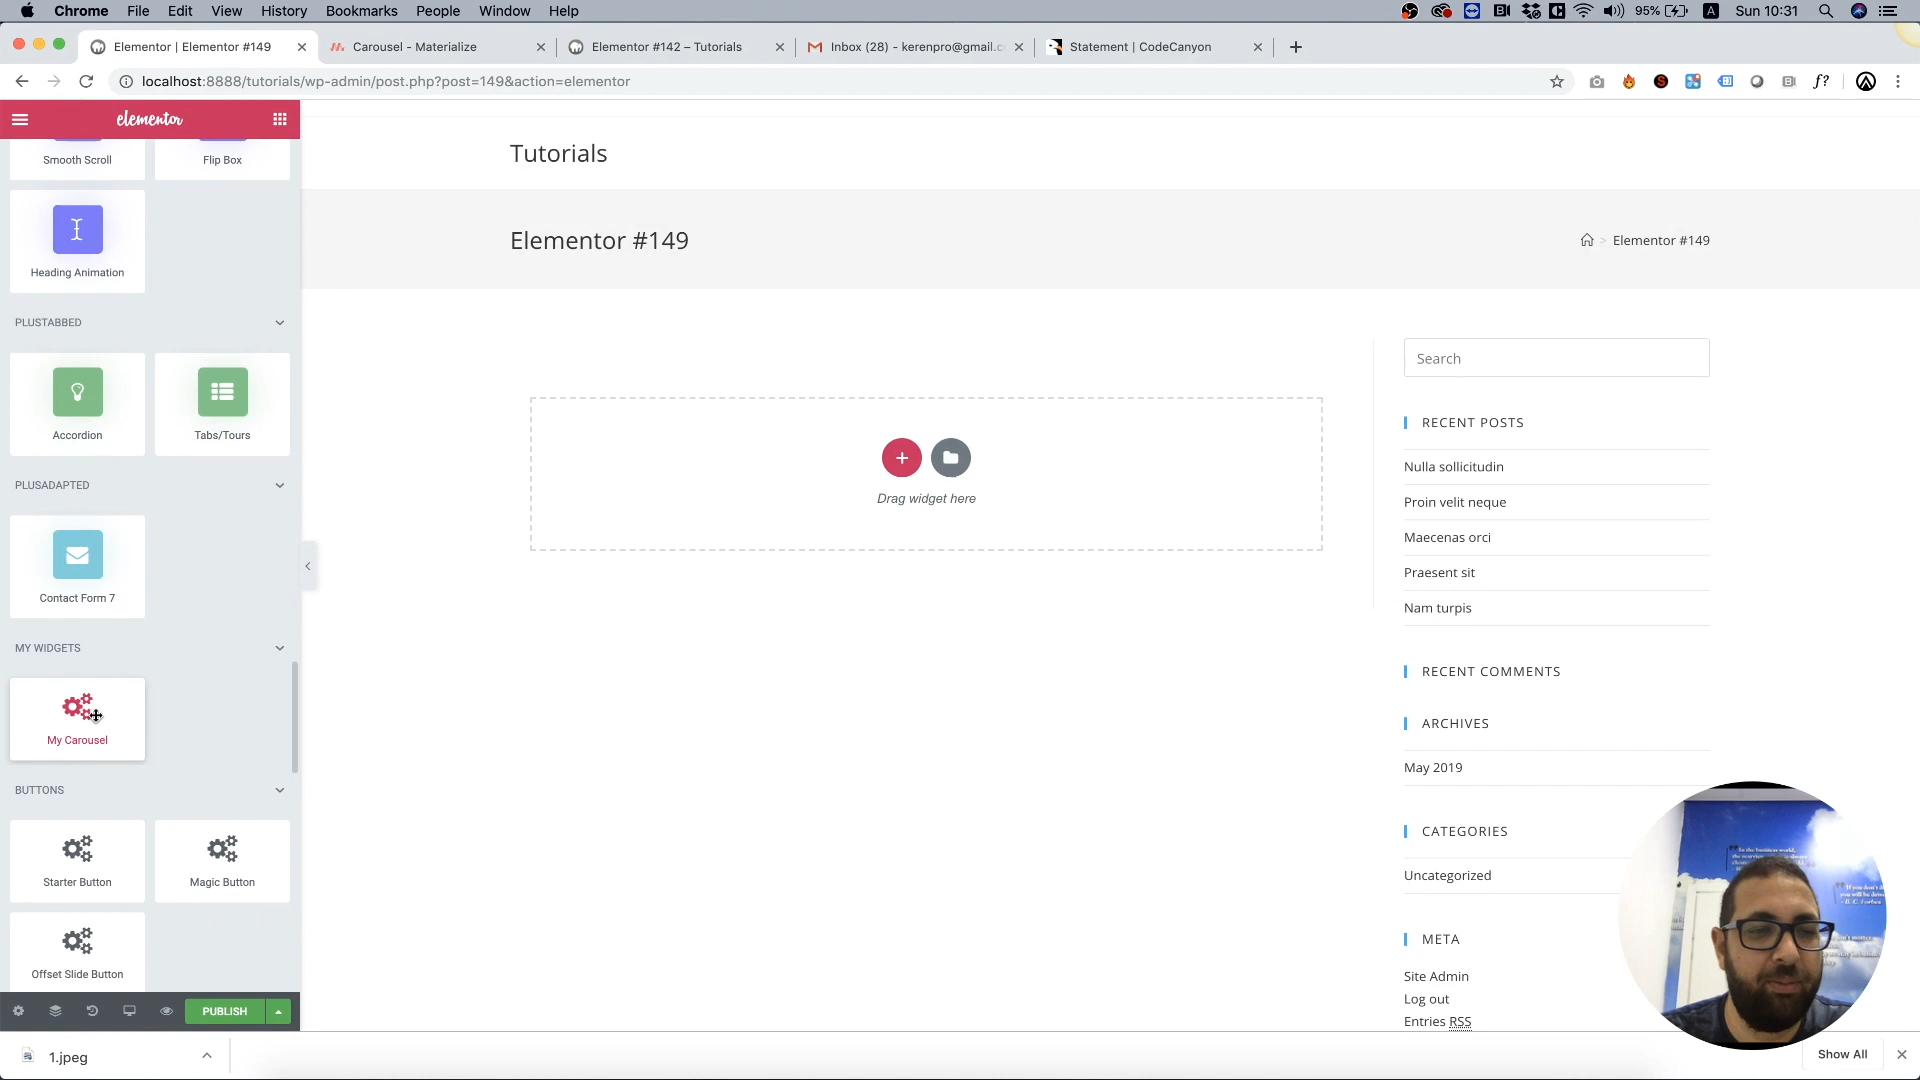 Chrome File Edit View History Bookmarks People Window Help
95% A Sun 10:31
Elementor | Elementor #149
Carousel - Materialize
Elementor #142 – Tutorials
Inbox (28) - kerenpro@gmail.c
Statement | CodeCanyon
localhost:8888/tutorials/wp-admin/post.php?post=149&action=elementor
f?
elementor
Smooth Scroll
Flip Box
Heading Animation
PLUSTABBED
Accordion
Tabs/Tours
PLUSADAPTED
Contact Form 7
MY WIDGETS
My Carousel
BUTTONS
Starter Button
Magic Button
Offset Slide Button
PUBLISH
Tutorials
Elementor #149
> Elementor #149
Drag widget here
Search
RECENT POSTS
Nulla sollicitudin
Proin velit neque
Maecenas orci
Praesent sit
Nam turpis
RECENT COMMENTS
ARCHIVES
May 2019
CATEGORIES
Uncategorized
META
Site Admin
Log out
Entries RSS
1.jpeg
Show All